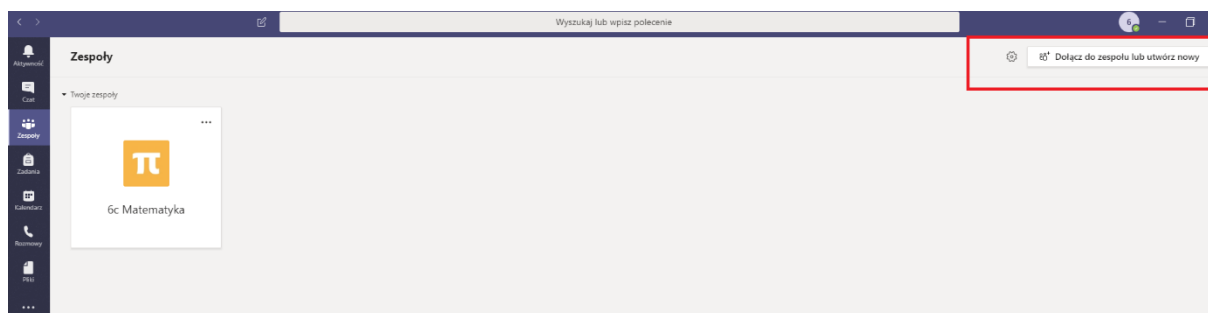 Wyszukaj lub wpisz polecenie
6
Aktywność
Zespoły
Dołącz do zespołu lub utwórz nowy
Czat
Twoje zespoły
Zespoły
π
Zadania
Kalendarz
6c Matematyka
Rozmowy
Pliki